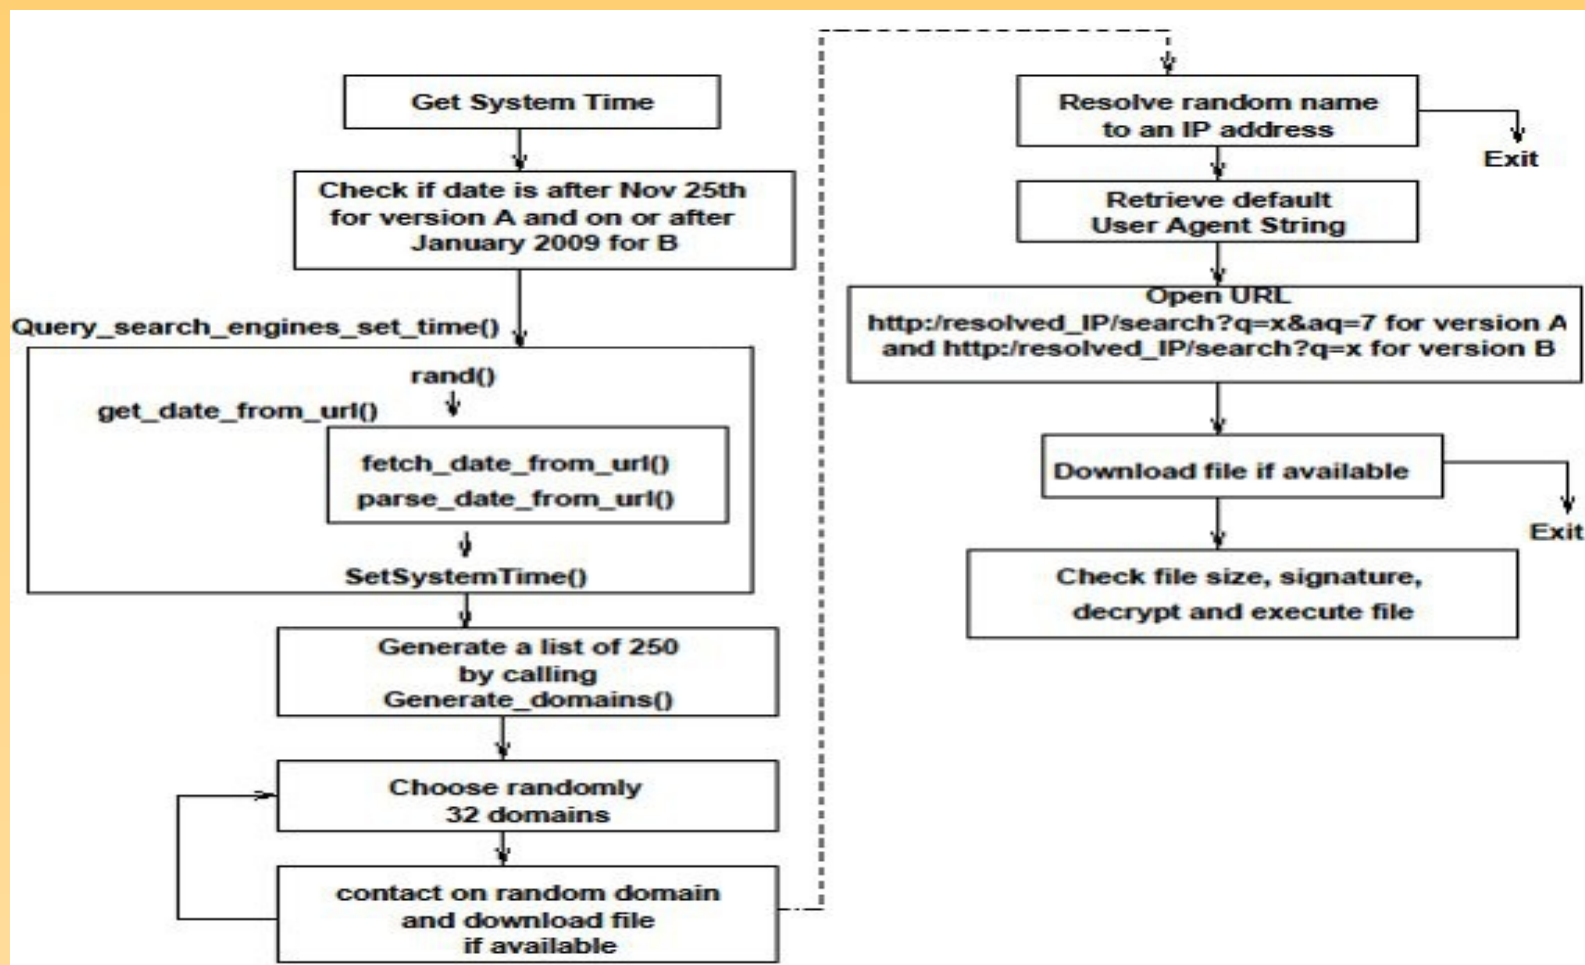 Get System Time
Check if date is after Nov 25th
for version A and on or after
January 2009 for B
Query_search_engines_set_time()
rand()
get_date_from_url()
fetch_date_from_url()
parse_date_from_url()
SetSystemTime()
Generate a list of 250
by calling
Generate_domains()
Choose randomly
32 domains
contact on random domain
and download file
if available
Resolve random name
to an IP address
Exit
Retrieve default
User Agent String
Open URL
http:/resolved_IP/search?q=x&aq=7 for version A
and http:/resolved_IP/search?q=x for version B
Download file if available
Exit
Check file size, signature,
decrypt and execute file